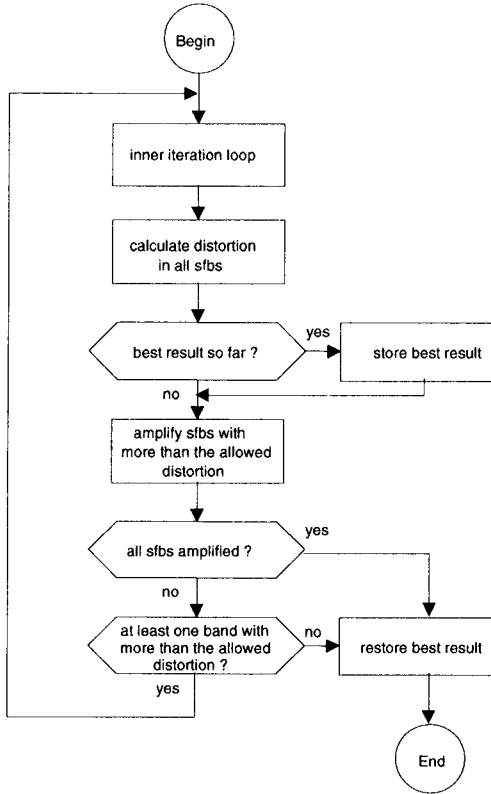 Begin
inner iteration loop
calculate distortion
in all sfbs
best result so far ?
yes
store best result
no
amplify sfbs with
more than the allowed
distortion
all sfbs amplified ?
yes
no
at least one band with
more than the allowed
distortion ?
no
restore best result
yes
End